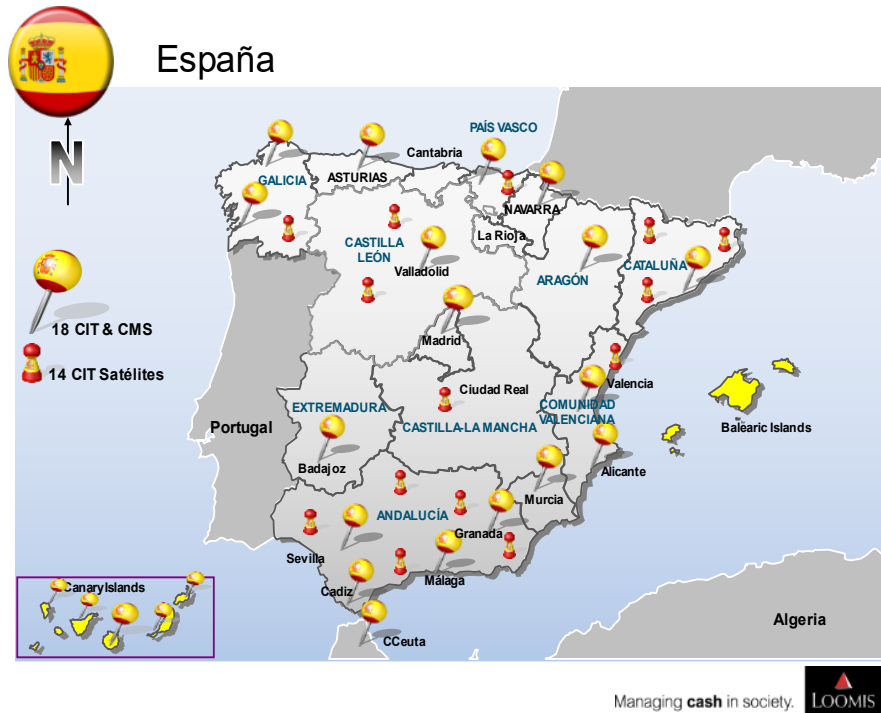 España
N
PAÍS VASCO
Cantabria
GALICIA
ASTURIAS
NAVARRA
La Rioja
CASTILLA
LEÓN
Valladolid
ARAGÓN
CATALUÑA
18 CIT & CMS
Madrid
14 CIT Satélites
Ciudad Real
Valencia
EXTREMADURA
COMUNIDAD
VALENCIANA
CASTILLA-LA MANCHA
Portugal
Balearic Islands
Badajoz
Alicante
Murcia
ANDALUCÍA
Granada
Sevilla
Málaga
Cadiz
Canary Islands
CCeuta
Algeria
Managing cash in society.
LOOMIS